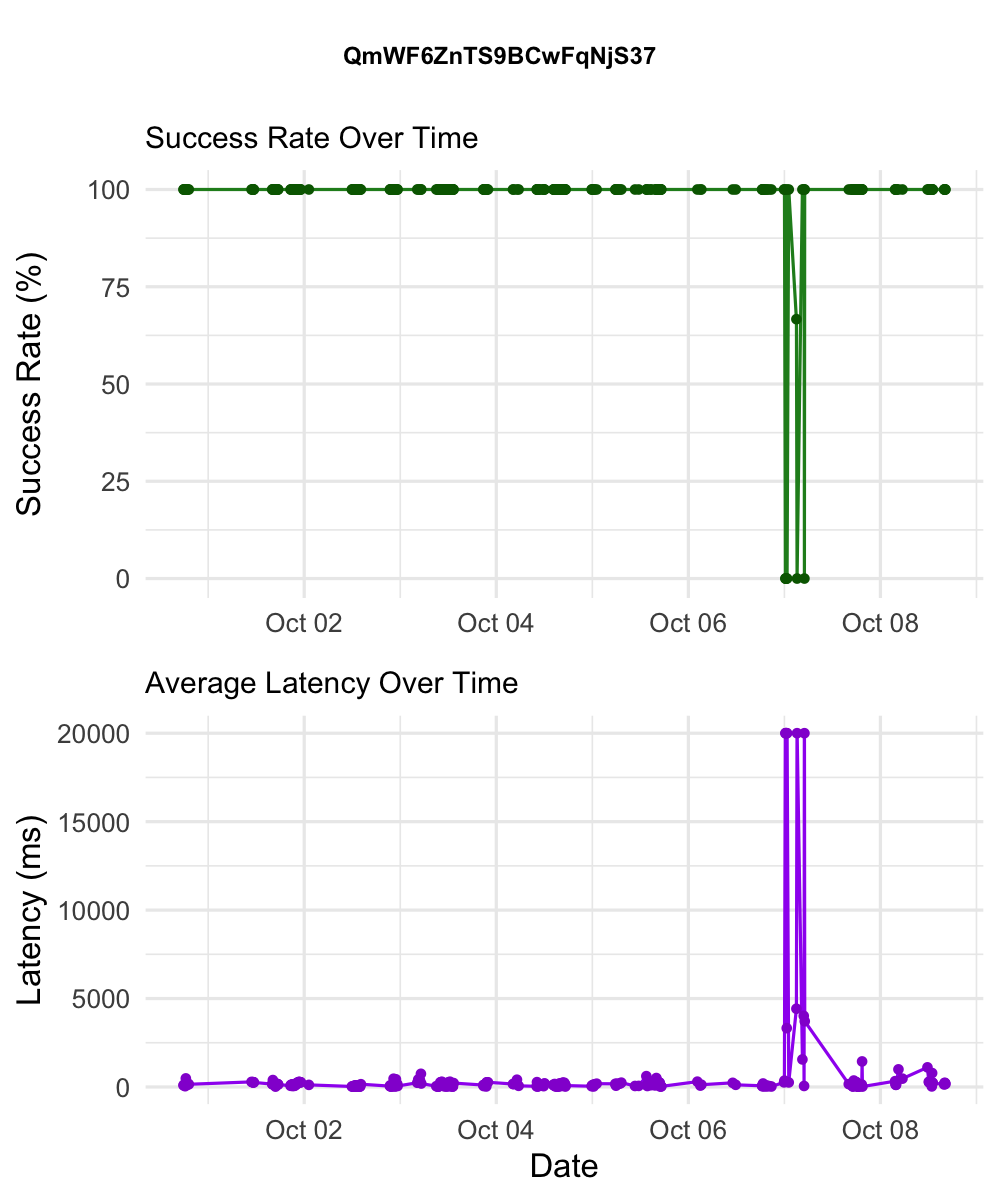 QmWF6ZnTS9BCwFqNjS37
Success Rate Over Time
Success Rate (%)
100
75
50
25
0
Oct 02 Oct 04 Oct 06 Oct 08
Average Latency Over Time
Latency (ms)
20000
15000
10000
5000
0
Oct 02 Oct 04 Oct 06 Oct 08
Date